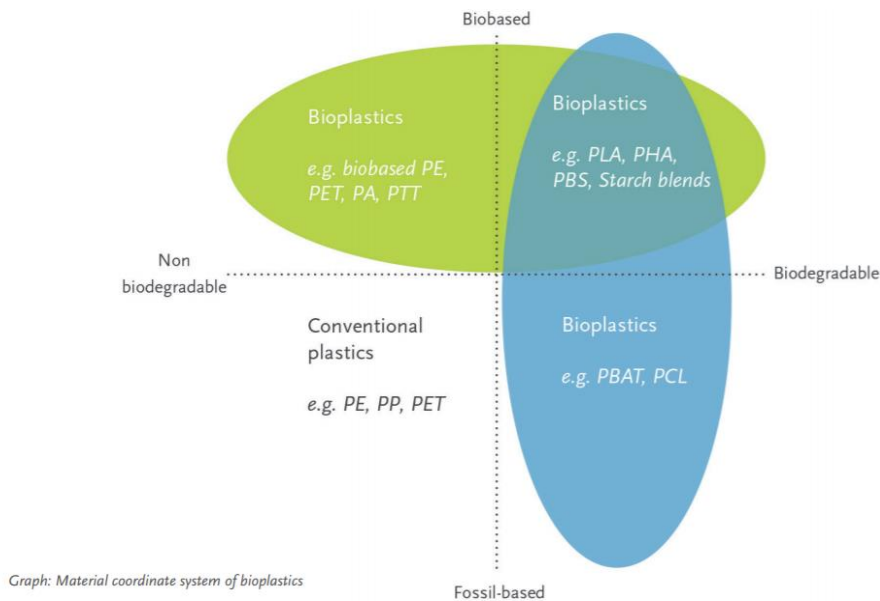 Biobased
Bioplastics
e.g. biobased PE,
PET, PA, PTT
Bioplastics
e.g. PLA, PHA,
PBS, Starch blends
Non
biodegradable
Biodegradable
Conventional
plastics
e.g. PE, PP, PET
Bioplastics
e.g. PBAT, PCL
Graph: Material coordinate system of bioplastics
Fossil-based